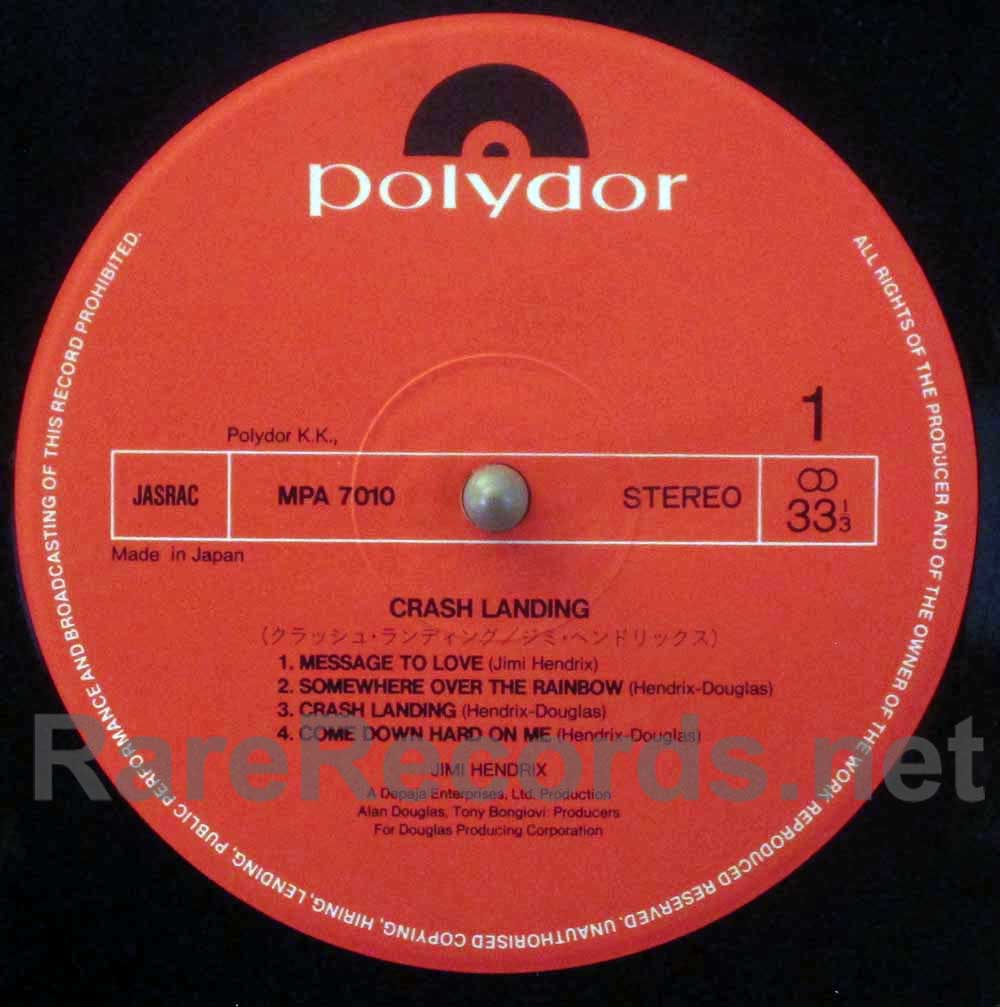 polydor
ALL RIGHTS OF THE PRODUCER AND OF THE OWNER OF THE WORK REPRODUCED RESERVED. UNAUTHORISED COPYING, HIRING, LENDING, PUBLIC PERFORMANCE AND BROADCASTING OF THIS RECORD PROHIBITED.
1
Polydor K.K.,
JASRAC MPA 7010 STEREO 33 1/3
Made in Japan
CRASH LANDING
(クラッシュ・ランディング/ジミ・ヘンドリックス)
1. MESSAGE TO LOVE (Jimi Hendrix)
2. SOMEWHERE OVER THE RAINBOW (Hendrix-Douglas)
3. CRASH LANDING (Hendrix-Douglas)
4. COME DOWN HARD ON ME (Hendrix-Douglas)
RareRecords.net
JIMI HENDRIX
A Depaja Enterprises, Ltd. Production
Alan Douglas, Tony Bongiovi: Producers
For Douglas Producing Corporation